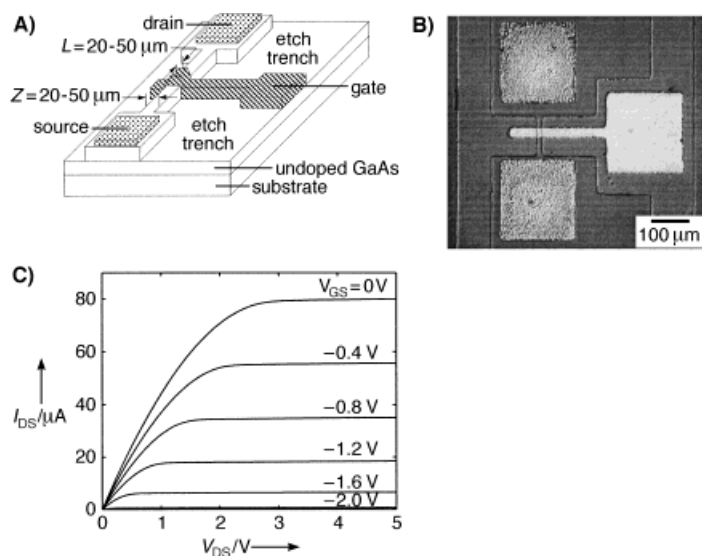 A)
drain
L=20-50 µm
etch
trench
Z=20-50 µm
gate
source
etch
trench
undoped GaAs
substrate
B)
100 µm
C)
80
60
40
20
0
I_DS/µA
V_GS=0V
−0.4 V
−0.8 V
−1.2 V
−1.6 V
−2.0 V
0 1 2 3 4 5
V_DS/V